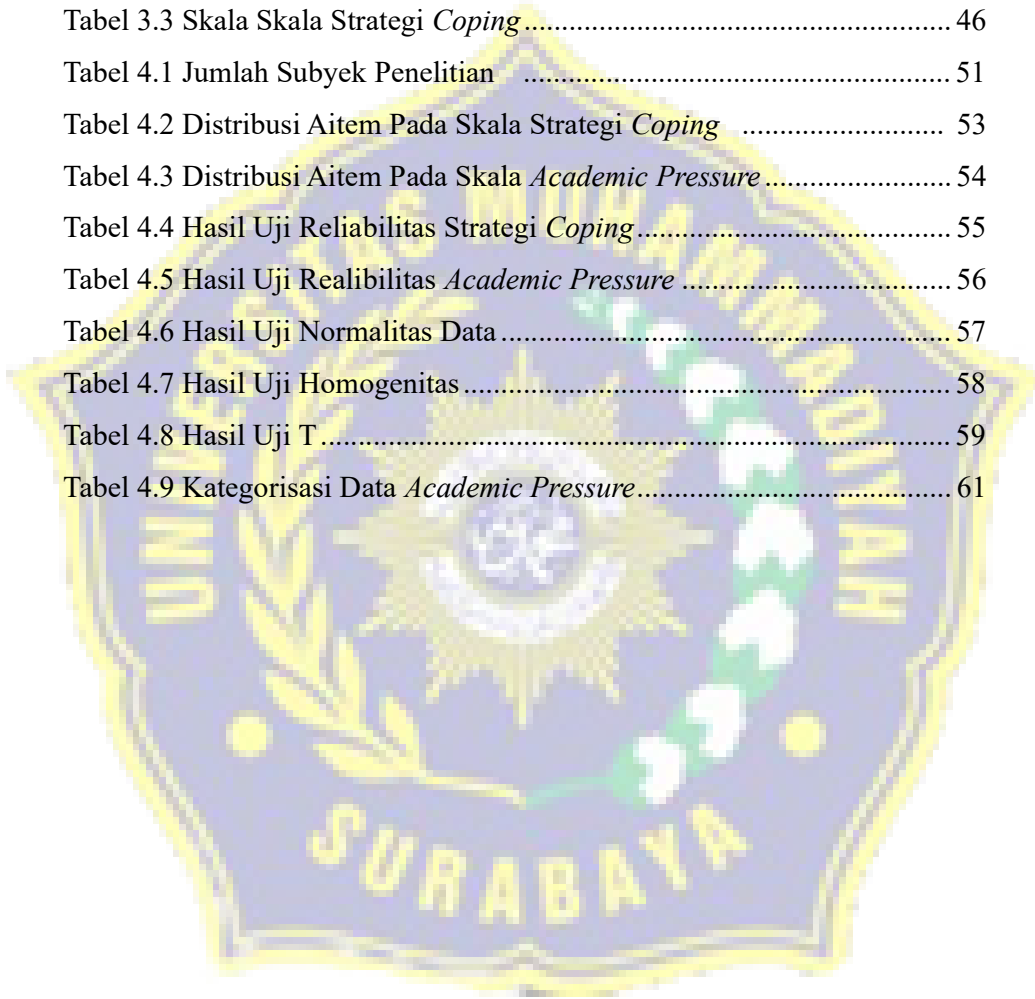 Tabel 3.3 Skala Skala Strategi Coping .......... 46
Tabel 4.1 Jumlah Subyek Penelitian .......... 51
Tabel 4.2 Distribusi Aitem Pada Skala Strategi Coping .......... 53
Tabel 4.3 Distribusi Aitem Pada Skala Academic Pressure .......... 54
Tabel 4.4 Hasil Uji Reliabilitas Strategi Coping .......... 55
Tabel 4.5 Hasil Uji Realibilitas Academic Pressure .......... 56
Tabel 4.6 Hasil Uji Normalitas Data .......... 57
Tabel 4.7 Hasil Uji Homogenitas .......... 58
Tabel 4.8 Hasil Uji T .......... 59
Tabel 4.9 Kategorisasi Data Academic Pressure .......... 61
UNIVERSITAS MUHAMMADIYAH
SURABAYA